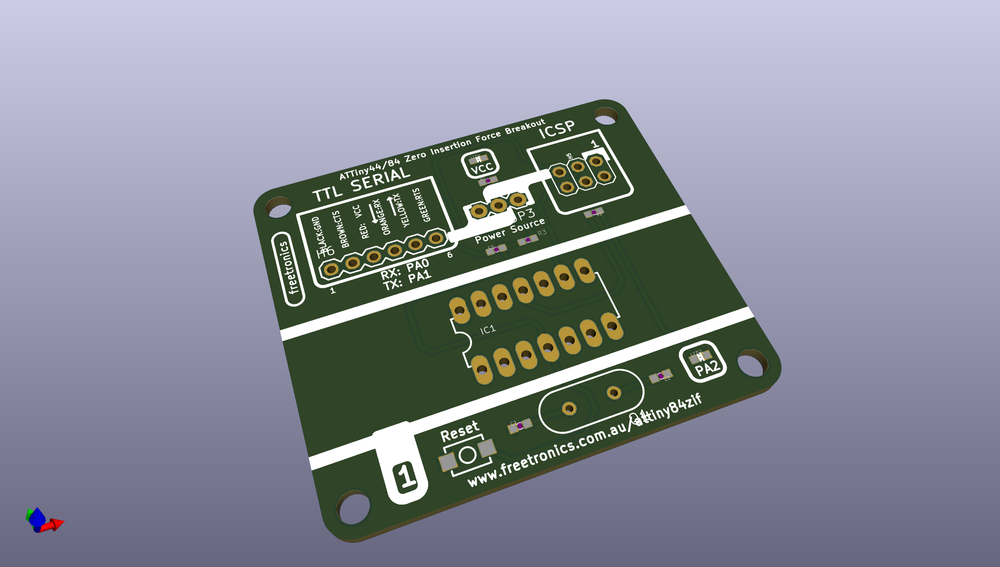 ATTiny44/84 Zero Insertion Force Breakout
ICSP
1
VCC
TTL SERIAL
BLACK:GND
BROWN:CTS
RED: VCC
ORANGE:RX
YELLOW:TX
GREEN:RTS
1
6
RX: PA0
TX: PA1
P3
Power Source
R3
freetronics
IC1
PA2
Reset
1
www.freetronics.com.au/attiny84zif